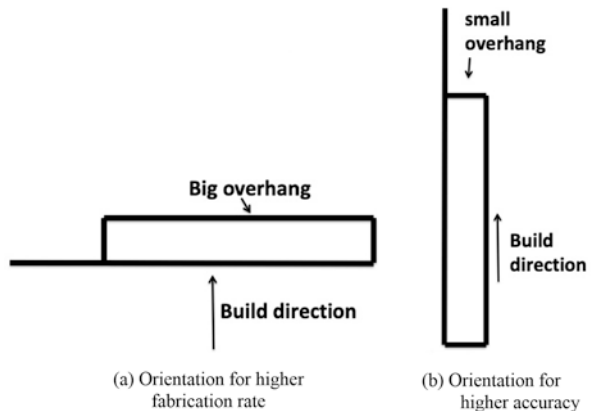 Big overhang
Build direction
(a) Orientation for higher
fabrication rate
small
overhang
Build
direction
(b) Orientation for
higher accuracy